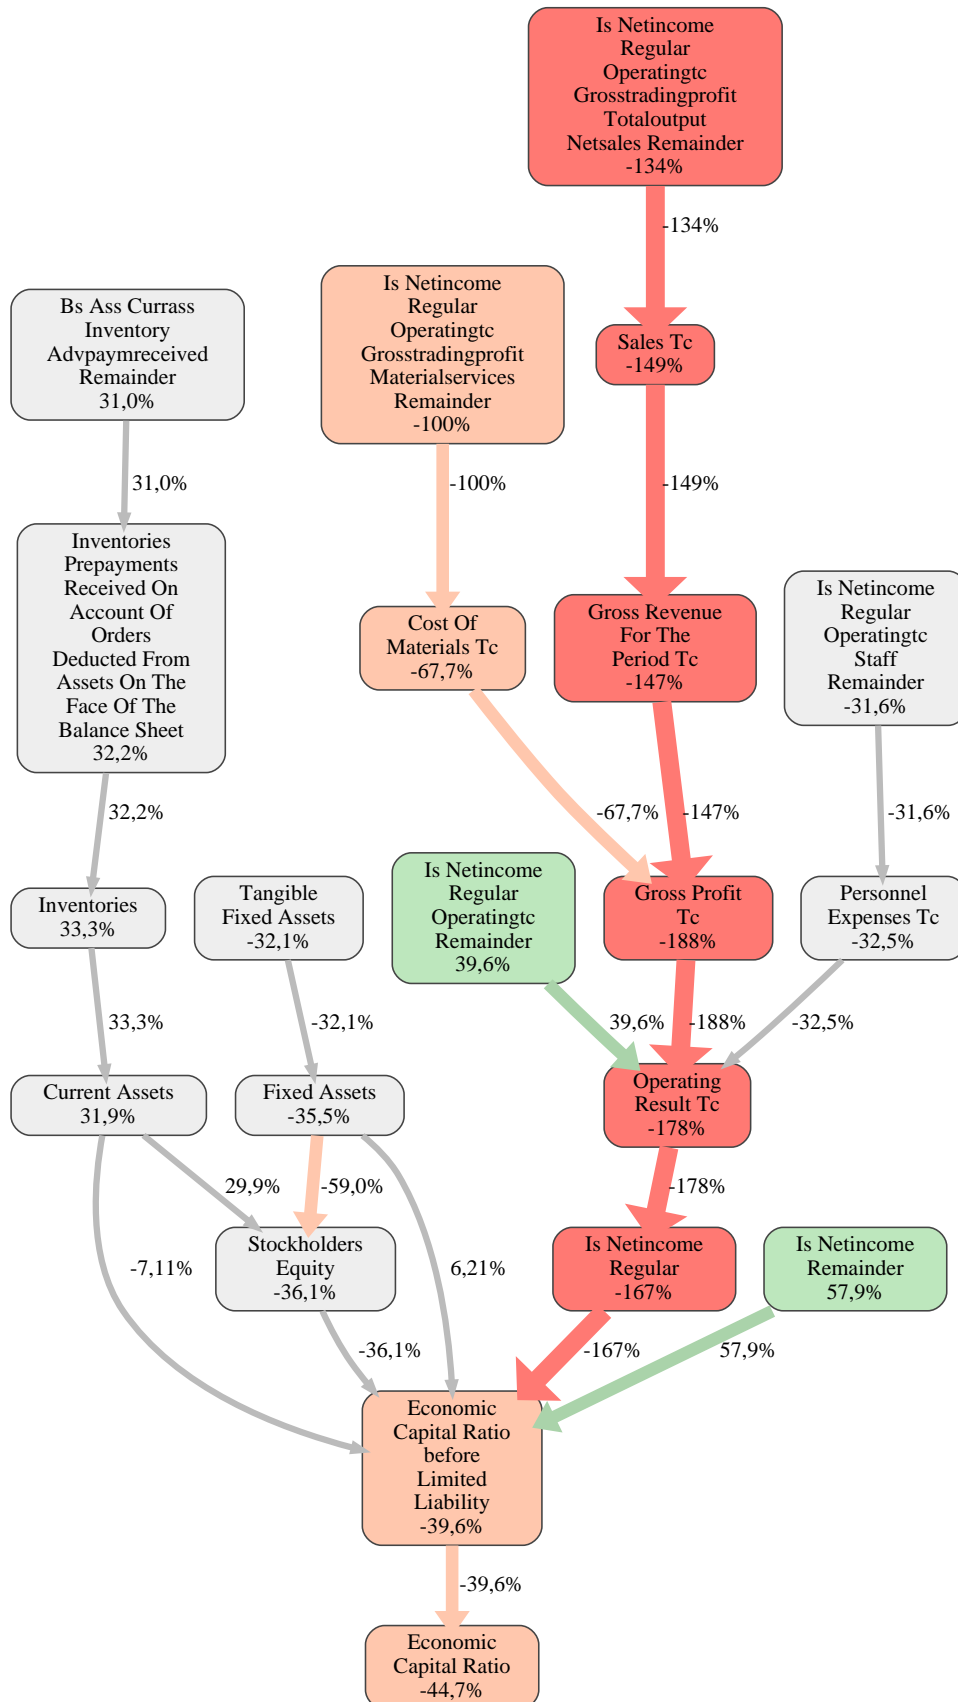 Is Netincome
Regular
Operatingtc
Grosstradingprofit
Totaloutput
Netsales Remainder
-134%
-134%
Bs Ass Currass
Inventory
Advpaymreceived
Remainder
31,0%
Is Netincome
Regular
Operatingtc
Grosstradingprofit
Materialservices
Remainder
-100%
Sales Tc
-149%
31,0%
-100%
-149%
Inventories
Prepayments
Received On
Account Of
Orders
Deducted From
Assets On The
Face Of The
Balance Sheet
32,2%
Cost Of
Materials Tc
-67,7%
Gross Revenue
For The
Period Tc
-147%
Is Netincome
Regular
Operatingtc
Staff
Remainder
-31,6%
32,2%
-67,7%
-147%
-31,6%
Inventories
33,3%
Tangible
Fixed Assets
-32,1%
Is Netincome
Regular
Operatingtc
Remainder
39,6%
Gross Profit
Tc
-188%
Personnel
Expenses Tc
-32,5%
33,3%
-32,1%
39,6%
-188%
-32,5%
Current Assets
31,9%
Fixed Assets
-35,5%
Operating
Result Tc
-178%
29,9%
-59,0%
-178%
-7,11%
Stockholders
Equity
-36,1%
6,21%
Is Netincome
Regular
-167%
Is Netincome
Remainder
57,9%
-36,1%
-167%
57,9%
Economic
Capital Ratio
before
Limited
Liability
-39,6%
-39,6%
Economic
Capital Ratio
-44,7%